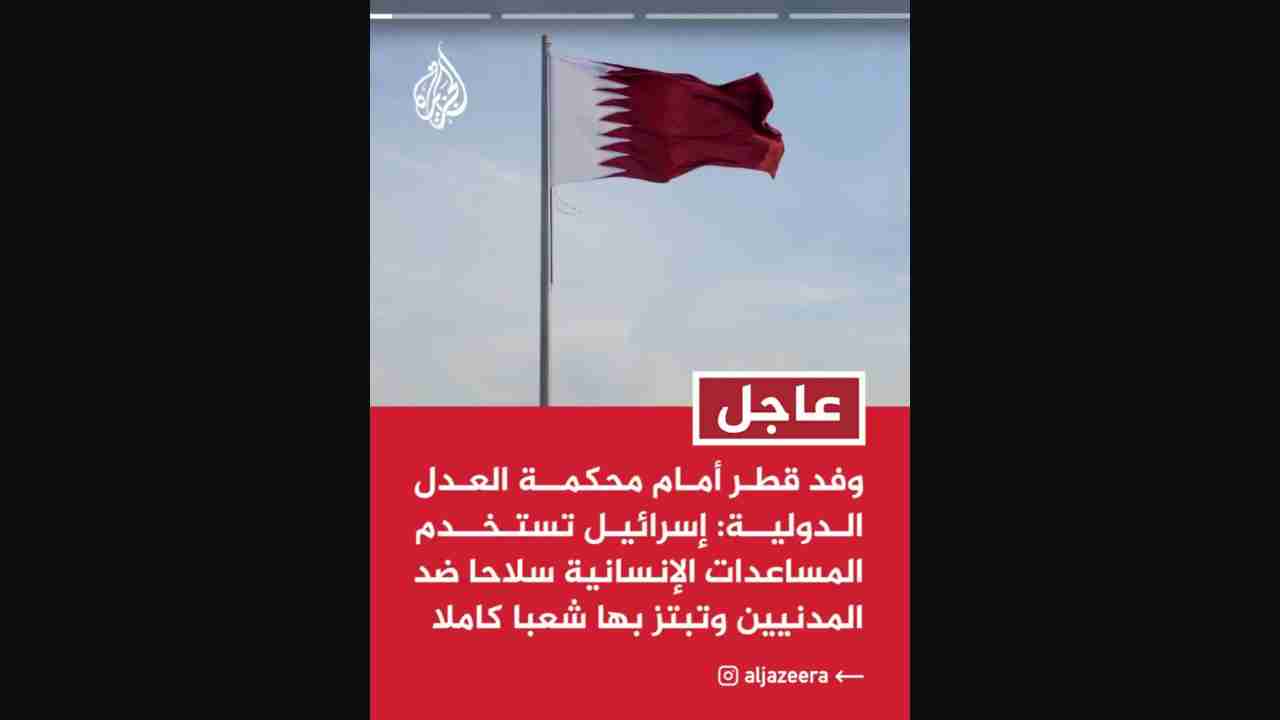 الجزيرة
عاجل
وفد قطر أمام محكمة العدل
الدولية: إسرائيل تستخدم
المساعدات الإنسانية سلاحا ضد
المدنيين وتبتز بها شعبا كاملا
aljazeera